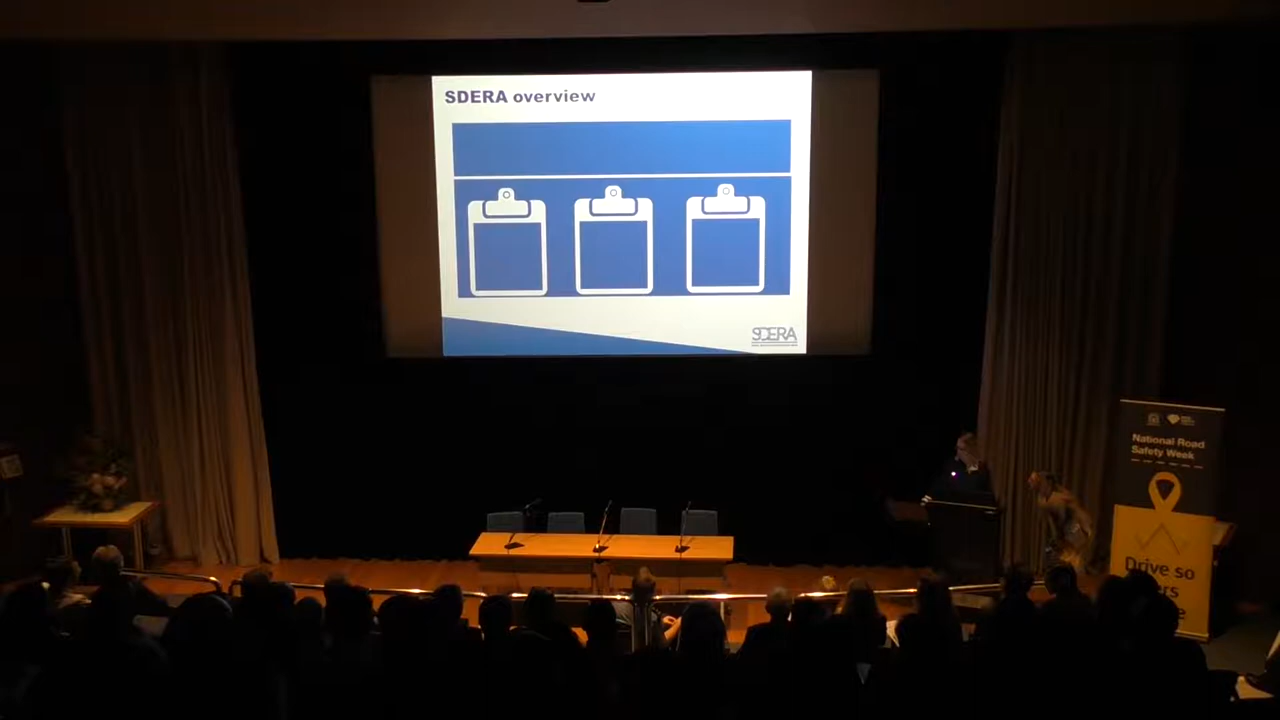 SDERA overview
SDERA
National Road
Safety Week
Drive so